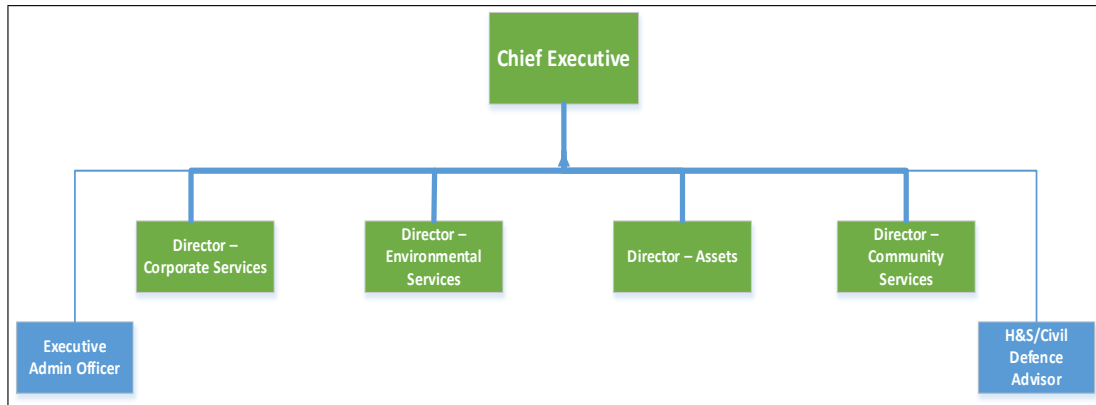 Chief Executive
Director –
Corporate Services
Director –
Environmental
Services
Director – Assets
Director –
Community
Services
Executive
Admin Officer
H&S/Civil
Defence
Advisor